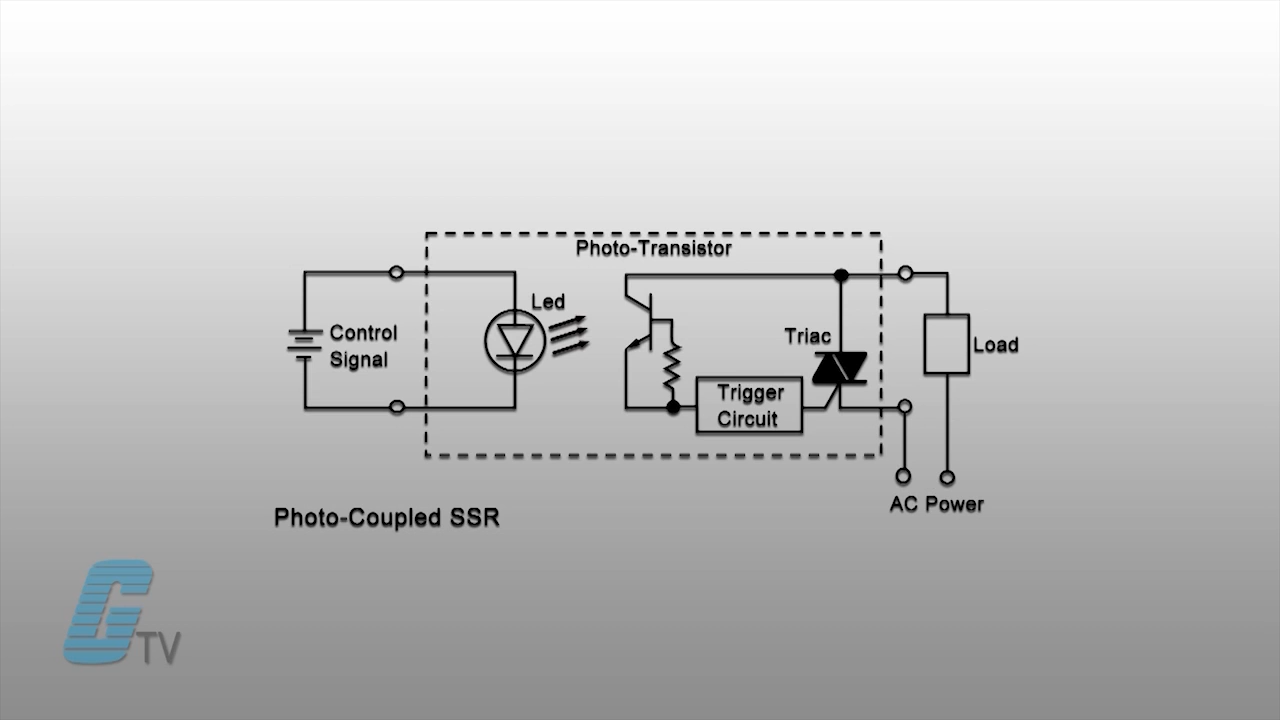 Photo-Transistor
Led
Control
Signal
Triac
Load
Trigger
Circuit
AC Power
Photo-Coupled SSR
G
TV